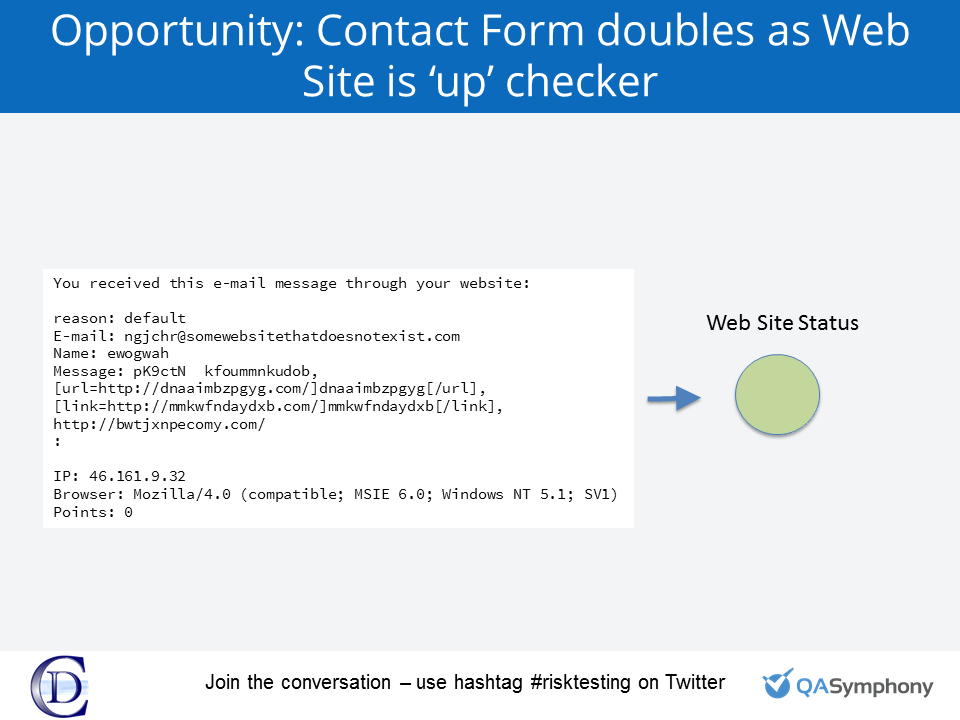 Opportunity: Contact Form doubles as Web
Site is ‘up’ checker
You received this e-mail message through your website:
reason: default
E-mail: ngjchr@somewebsitethatdoesnotexist.com
Name: ewogwah
Message: pK9ctN  kfoummnkudob,
[url=http://dnaaimbzpgyg.com/]dnaaimbzpgyg[/url],
[link=http://mmkwfndaydxb.com/]mmkwfndaydxb[/link],
http://bwtjxnpecomy.com/
:
IP: 46.161.9.32
Browser: Mozilla/4.0 (compatible; MSIE 6.0; Windows NT 5.1; SV1)
Points: 0
Web Site Status
CD
Join the conversation – use hashtag #risktesting on Twitter
QASymphony